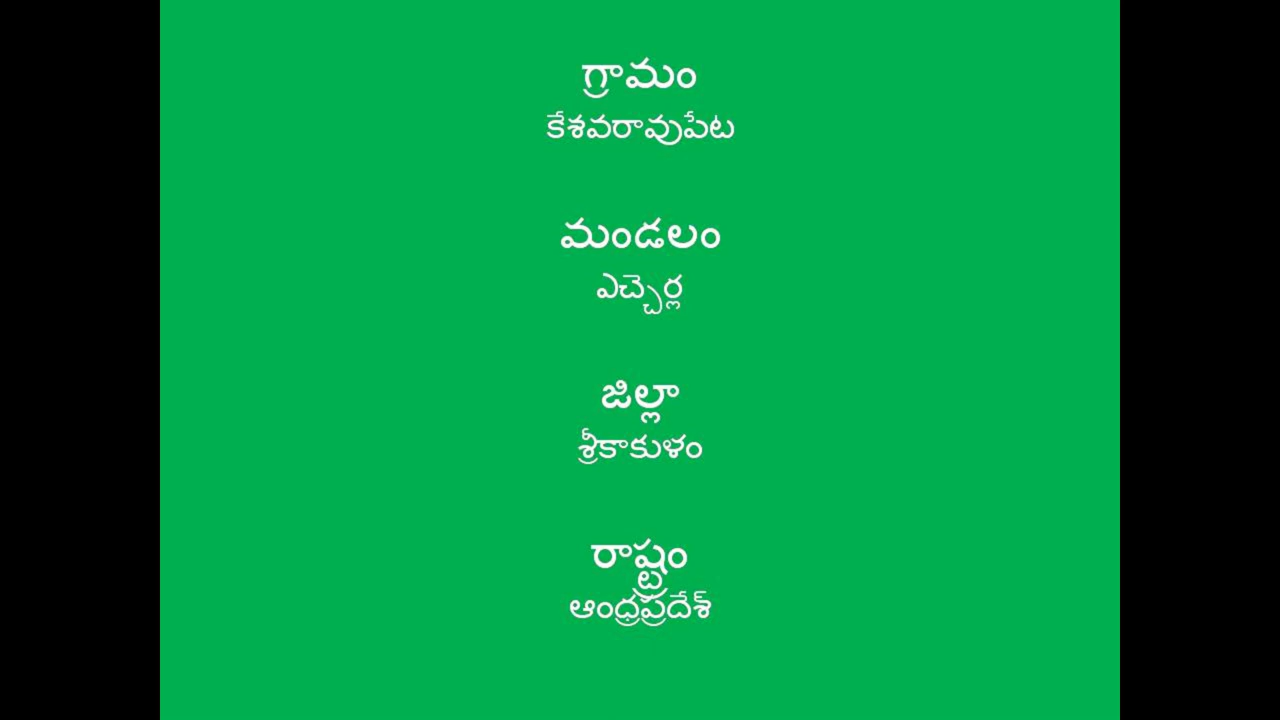 గ్రామం
కేశవరావుపేట
మండలం
ఎచ్చెర్ల
జిల్లా
శ్రీకాకుళం
రాష్ట్రం
ఆంధ్రప్రదేశ్